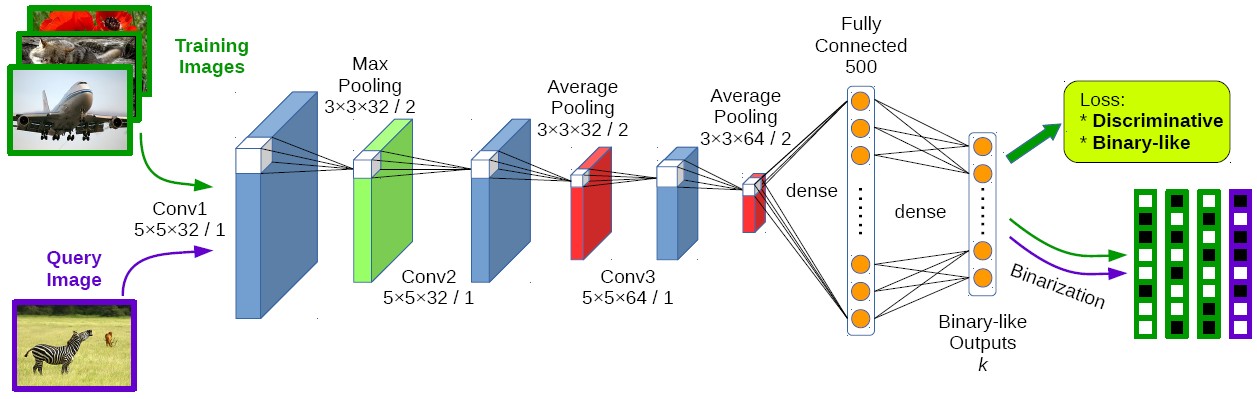 Training
Images
Conv1
5×5×32 / 1
Query
Image
Max
Pooling
3×3×32 / 2
Conv2
5×5×32 / 1
Average
Pooling
3×3×32 / 2
Conv3
5×5×64 / 1
Average
Pooling
3×3×64 / 2
dense
Fully
Connected
500
dense
Binary-like
Outputs
k
Loss:
* Discriminative
* Binary-like
Binarization